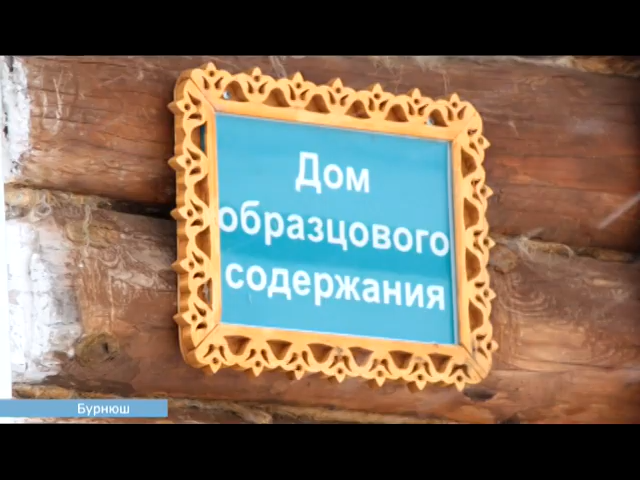 Дом
образцового
содержания
Бурнюш